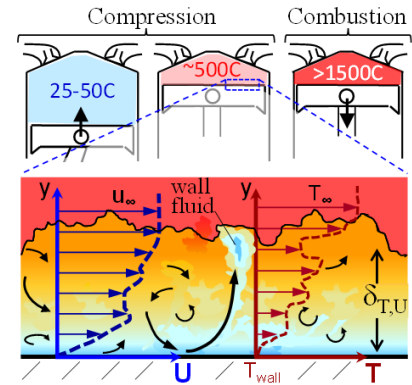 Compression Combustion
25-50C ~500C >1500C
y u∞ wall fluid y T∞
δT,U
U Twall T